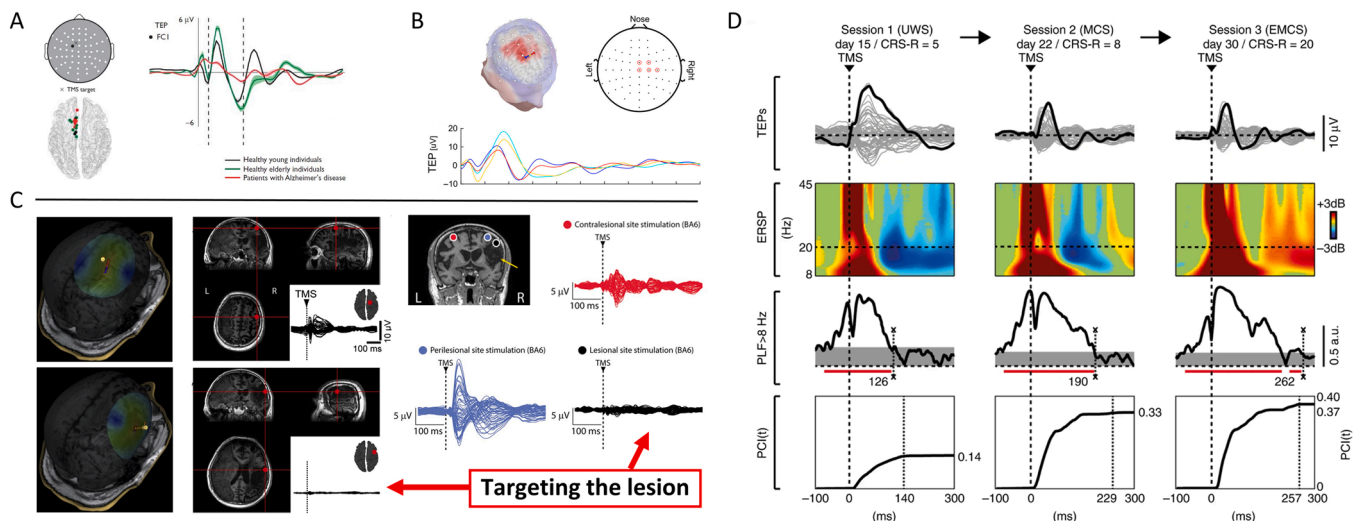 A
TEP
FC1
× TMS target
6 µV
−6
Healthy young individuals
Healthy elderly individuals
Patients with Alzheimer's disease
B
Nose
Left
Right
TEP [uV]
20
10
0
−10
C
L
R
TMS
10 µV
100 ms
L
R
Contralesional site stimulation (BA6)
TMS
5 µV
100 ms
Perilesional site stimulation (BA6)
TMS
5 µV
100 ms
Lesional site stimulation (BA6)
TMS
5 µV
100 ms
Targeting the lesion
D
Session 1 (UWS)
day 15 / CRS-R = 5
TMS
Session 2 (MCS)
day 22 / CRS-R = 8
TMS
Session 3 (EMCS)
day 30 / CRS-R = 20
TMS
TEPs
10 µV
ERSP
(Hz)
45
20
8
+3dB
−3dB
PLF>8 Hz
126
190
262
0.5 a.u.
PCI(t)
0.14
0.33
0.40
0.37
0
PCI(t)
−100 0 140 300
(ms)
−100 0 229 300
(ms)
−100 0 257 300
(ms)